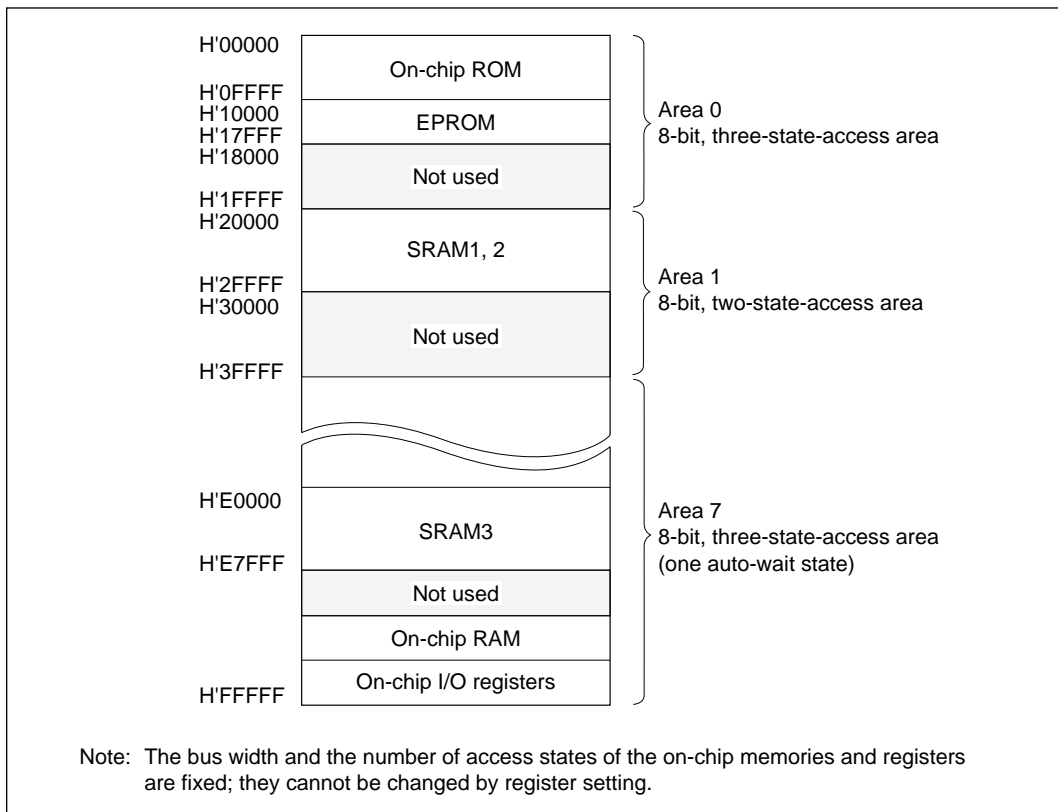 H'00000
On-chip ROM
H'0FFFF
H'10000
EPROM
H'17FFF
H'18000
Not used
H'1FFFF
Area 0
8-bit, three-state-access area
H'20000
SRAM1, 2
H'2FFFF
H'30000
Not used
H'3FFFF
Area 1
8-bit, two-state-access area
H'E0000
SRAM3
H'E7FFF
Not used
On-chip RAM
On-chip I/O registers
H'FFFFF
Area 7
8-bit, three-state-access area
(one auto-wait state)
Note: The bus width and the number of access states of the on-chip memories and registers
are fixed; they cannot be changed by register setting.